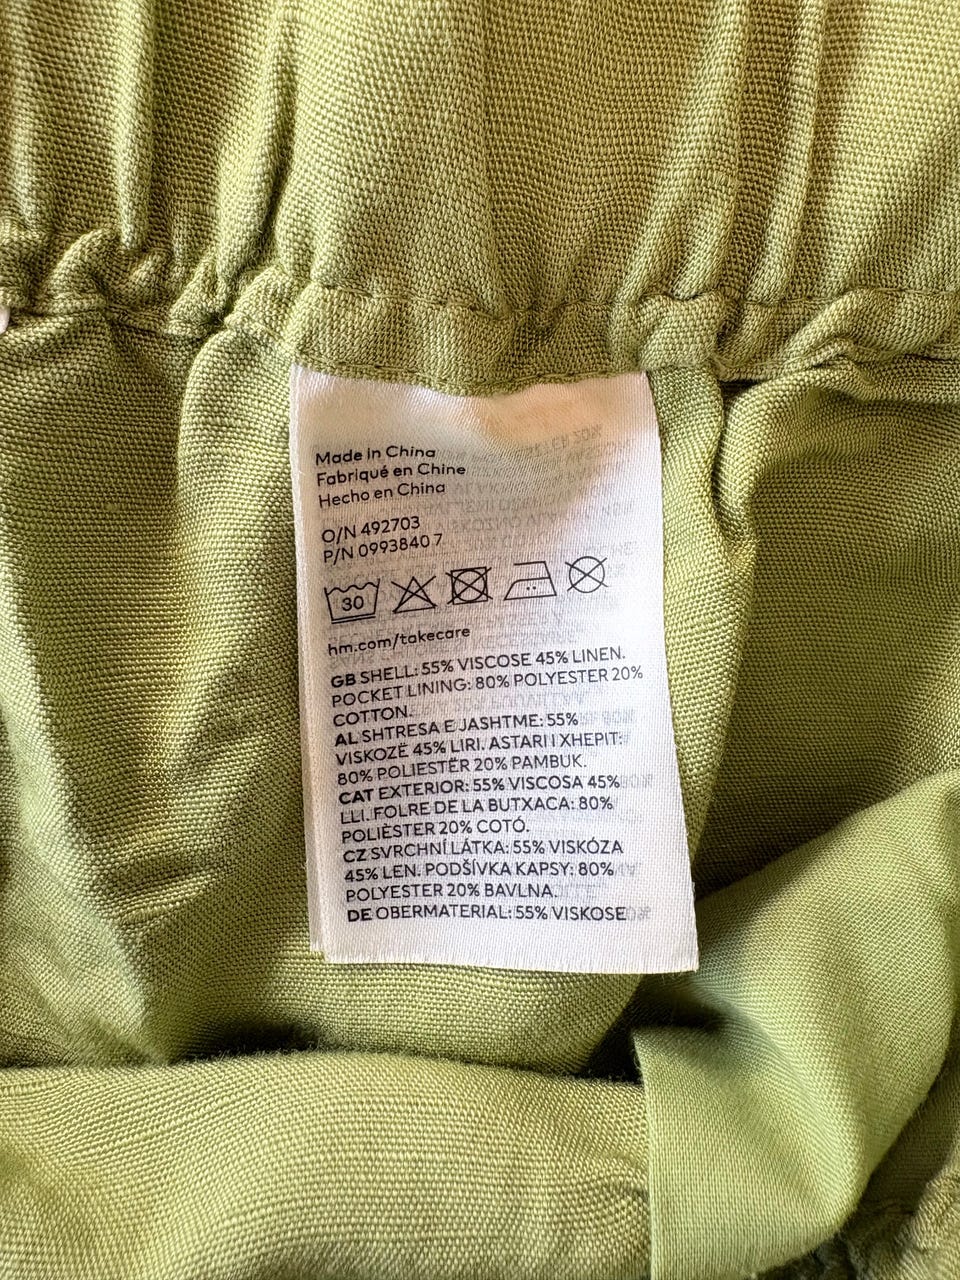 Made in China
Fabriqué en Chine
Hecho en China
O/N 492703
P/N 0993840 7
30
hm.com/takecare
GB SHELL: 55% VISCOSE 45% LINEN.
POCKET LINING: 80% POLYESTER 20%
COTTON.
AL SHTRESA E JASHTME: 55%
VISKOZË 45% LIRI. ASTARI I XHEPIT:
80% POLIESTËR 20% PAMBUK.
CAT EXTERIOR: 55% VISCOSA 45%
LLI. FOLRE DE LA BUTXACA: 80%
POLIÈSTER 20% COTÓ.
CZ SVRCHNÍ LÁTKA: 55% VISKÓZA
45% LEN. PODŠÍVKA KAPSY: 80%
POLYESTER 20% BAVLNA.
DE OBERMATERIAL: 55% VISKOSE